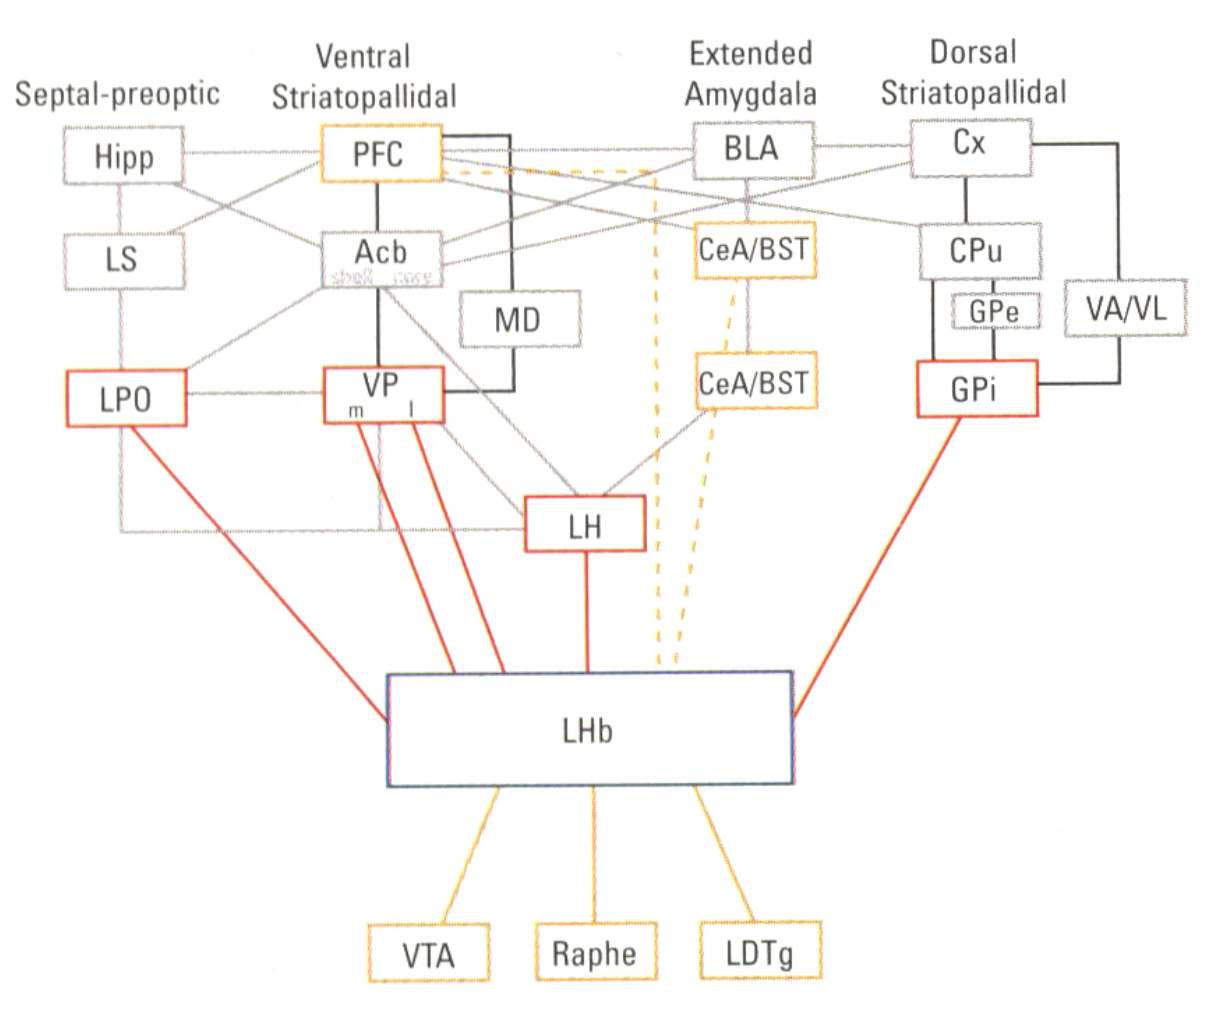 Septal-preoptic
Ventral
Striatopallidal
Extended
Amygdala
Dorsal
Striatopallidal
Hipp
PFC
BLA
Cx
LS
Acb
shell core
CeA/BST
CPu
MD
GPe
VA/VL
LPO
VP
m l
CeA/BST
GPi
LH
LHb
VTA
Raphe
LDTg